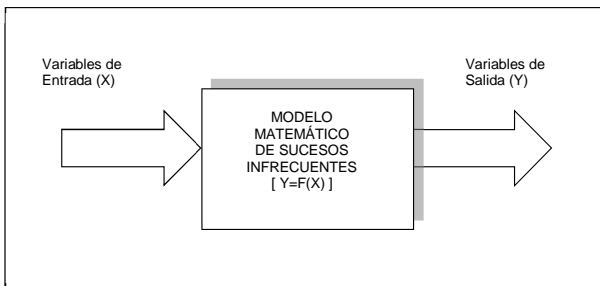 Variables de
Entrada (X)
MODELO
MATEMÁTICO
DE SUCESOS
INFRECUENTES
[ Y=F(X) ]
Variables de
Salida (Y)